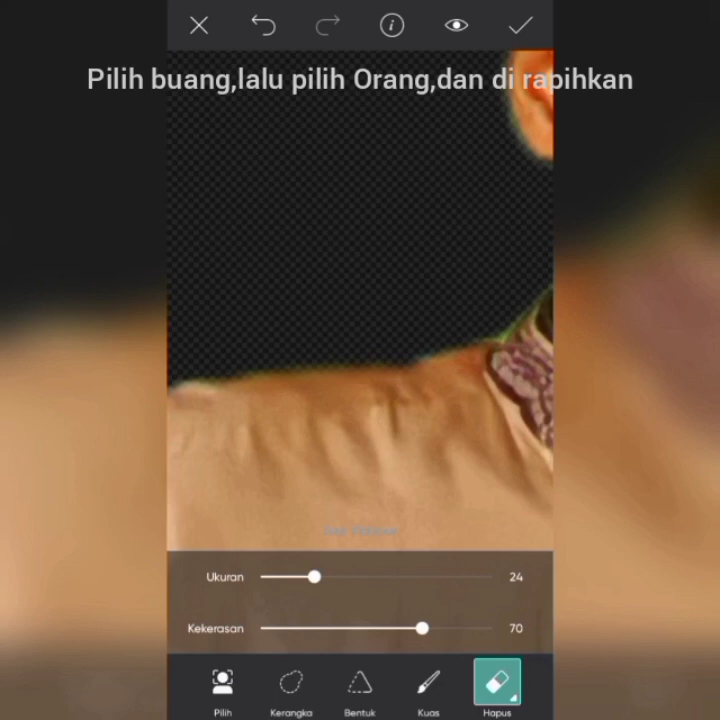 Pilih buang,lalu pilih Orang,dan di rapihkan
Ukuran 24
Kekerasan 70
Pilih Kerangka Bentuk Kuas Hapus